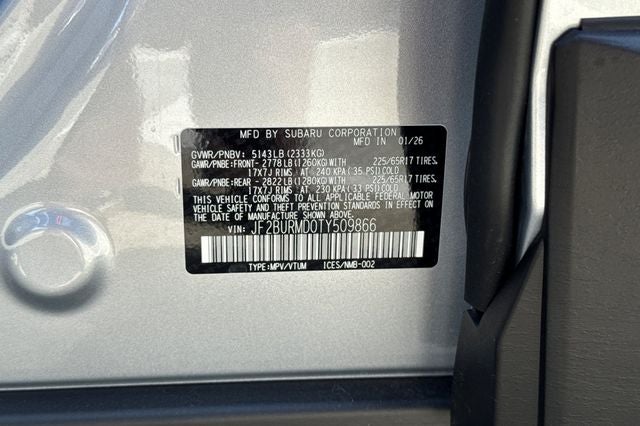 MFD. BY SUBARU CORPORATION
MFD IN 01/26
GVWR/PNBV: 5143LB(2333KG)
GAWR/PNBE:FRONT- 2778LB(1260KG)WITH 225/65R17 TIRES.
17X7J RIMS, AT 240 KPA(35.PSI)COLD
GAWR/PNBE:REAR - 2822LB(1280KG)WITH 225/65R17 TIRES.
17X7J RIMS, AT 230 KPA(33 PSI)COLD
THIS VEHICLE CONFORMS TO ALL APPLICABLE FEDERAL MOTOR
VEHICLE SAFETY, BUMPER, AND THEFT PREVENTION STANDARDS
IN EFFECT ON THE DATE OF MANUFACTURE SHOWN ABOVE.
VIN: JF2BURMD0TY509866
TYPE:MPV/VTUM ICES/NMB-002